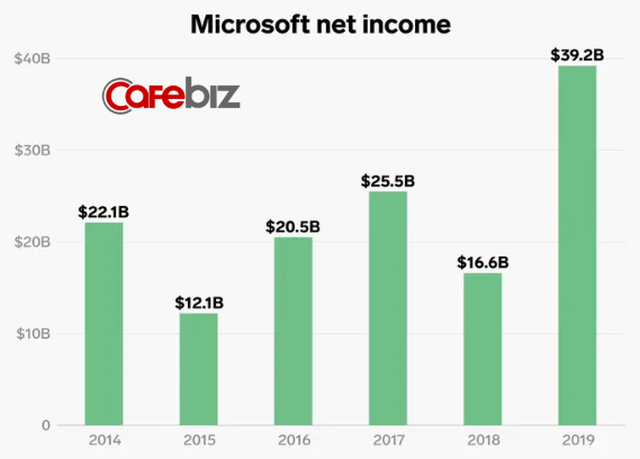 Microsoft net income
$40B
Cafebiz
$39.2B
$30B
$25.5B
$22.1B
$20.5B
$20B
$16.6B
$12.1B
$10B
0
2014 2015 2016 2017 2018 2019